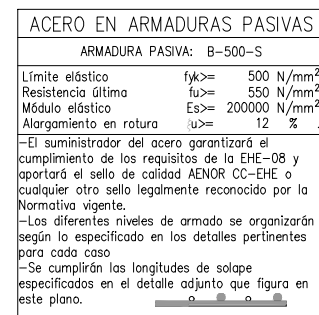 ACERO EN ARMADURAS PASIVAS
ARMADURA PASIVA: B-500-S
Límite elástico fyk>= 500 N/mm²
Resistencia última fu>= 550 N/mm²
Módulo elástico Es>= 200000 N/mm²
Alargamiento en rotura u>= 12 %
-El suministrador del acero garantizará el
cumplimiento de los requisitos de la EHE-08 y
aportará el sello de calidad AENOR CC-EHE o
cualquier otro sello legalmente reconocido por la
Normativa vigente.
-Los diferentes niveles de armado se organizarán
según lo especificado en los detalles pertinentes
para cada caso
-Se cumplirán las longitudes de solape
especificados en el detalle adjunto que figura en
este plano.